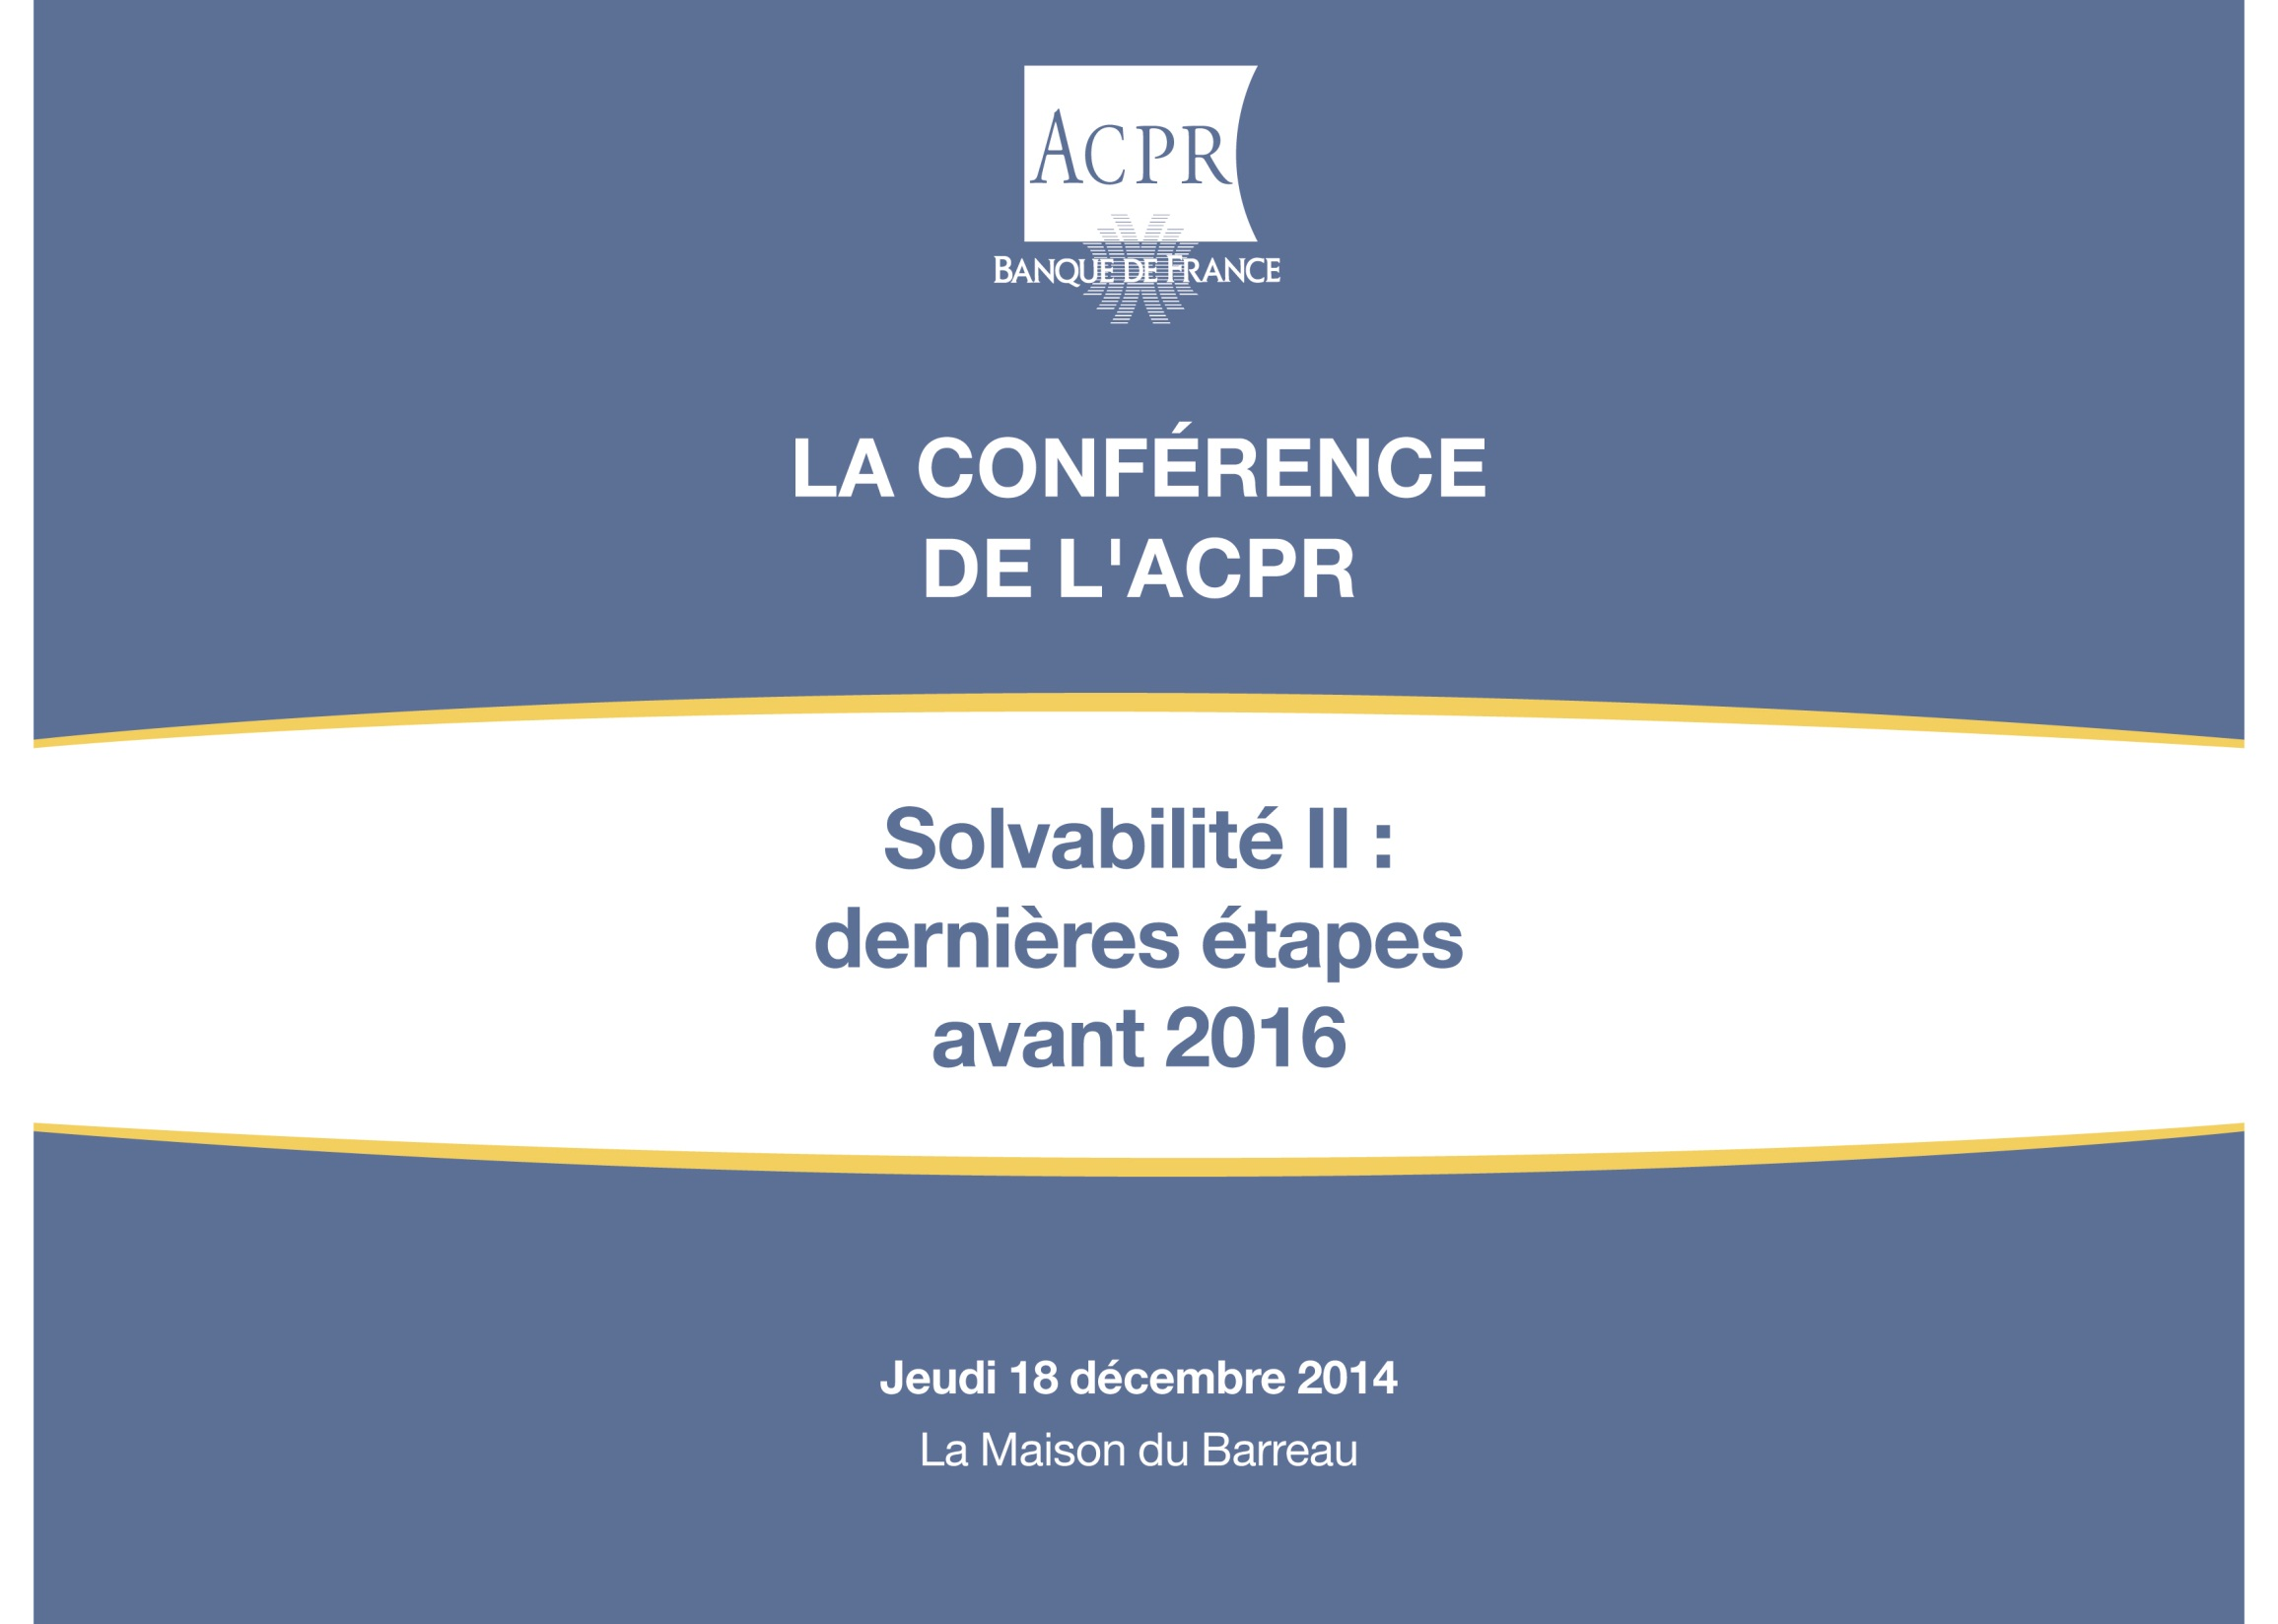 ACPR
BANQUE DE FRANCE
LA CONFÉRENCE
DE L'ACPR
Solvabilité II :
dernières étapes
avant 2016
Jeudi 18 décembre 2014
La Maison du Barreau